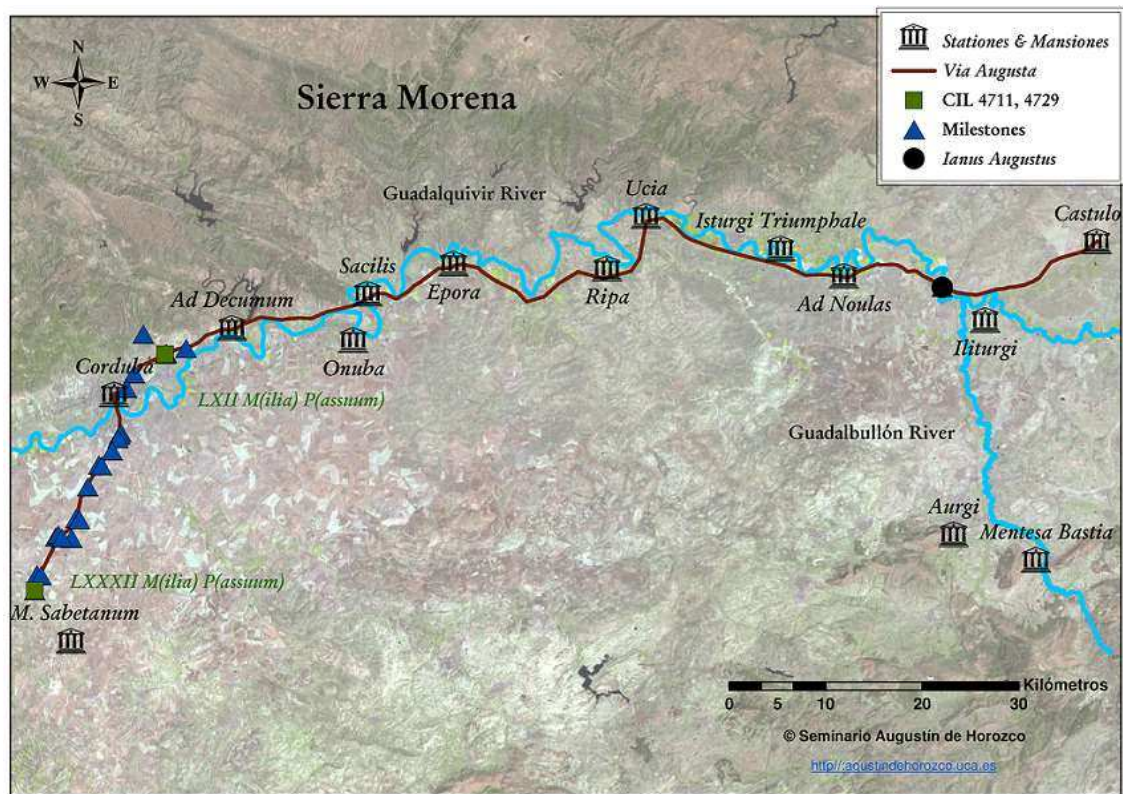 Stationes & Mansiones
Via Augusta
CIL 4711, 4729
Milestones
Ianus Augustus
N
W E
S
Sierra Morena
Guadalquivir River
Ucia
Isturgi Triumphale
Castulo
Sacilis
Epora
Ripa
Ad Noulas
Ad Decumum
Onuba
Iliturgi
Corduba
LXII M(ilia) P(assuum)
Guadalbullón River
Aurgi
Mentesa Bastia
LXXXII M(ilia) P(assuum)
M. Sabetanum
Kilómetros
0 5 10 20 30
© Seminario Augustín de Horozco
http//:agustindehorozco.uca.es